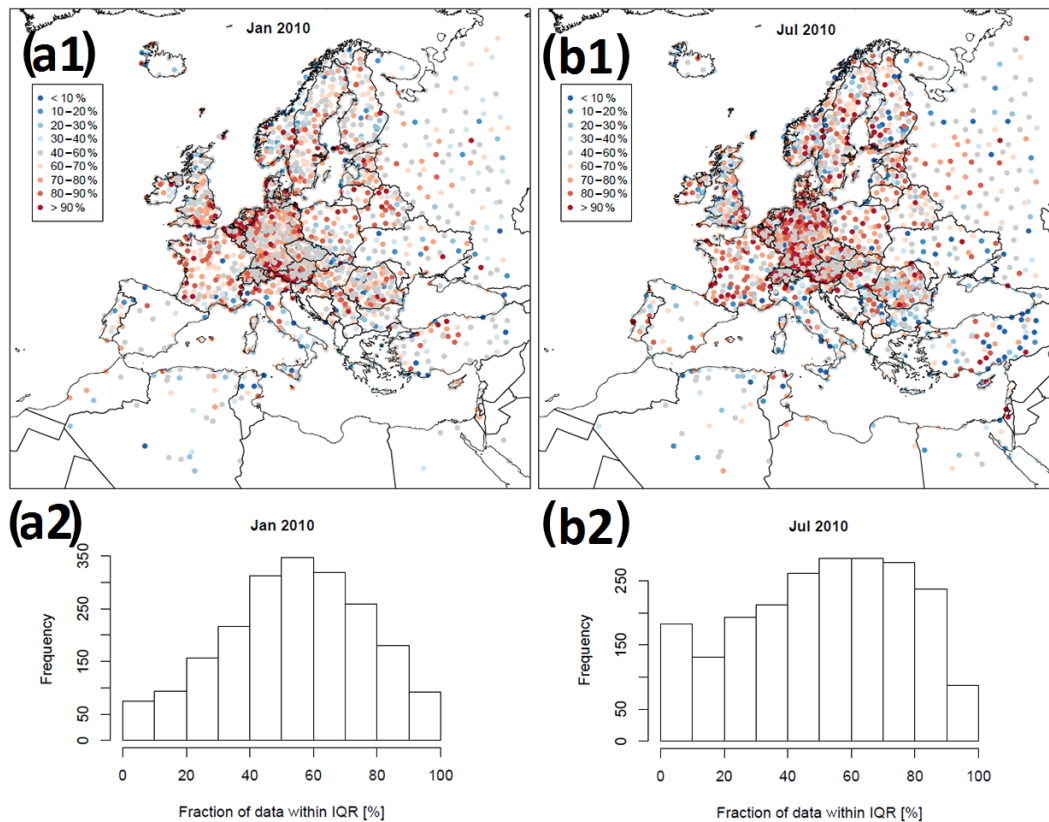 (a1)
Jan 2010
< 10 %
10−20 %
20−30 %
30−40 %
40−60 %
60−70 %
70−80 %
80−90 %
> 90 %
(b1)
Jul 2010
< 10 %
10−20 %
20−30 %
30−40 %
40−60 %
60−70 %
70−80 %
80−90 %
> 90 %
(a2)
Jan 2010
Frequency
350
250
150
50
0
0 20 40 60 80 100
Fraction of data within IQR [%]
(b2)
Jul 2010
Frequency
250
150
50
0
0 20 40 60 80 100
Fraction of data within IQR [%]